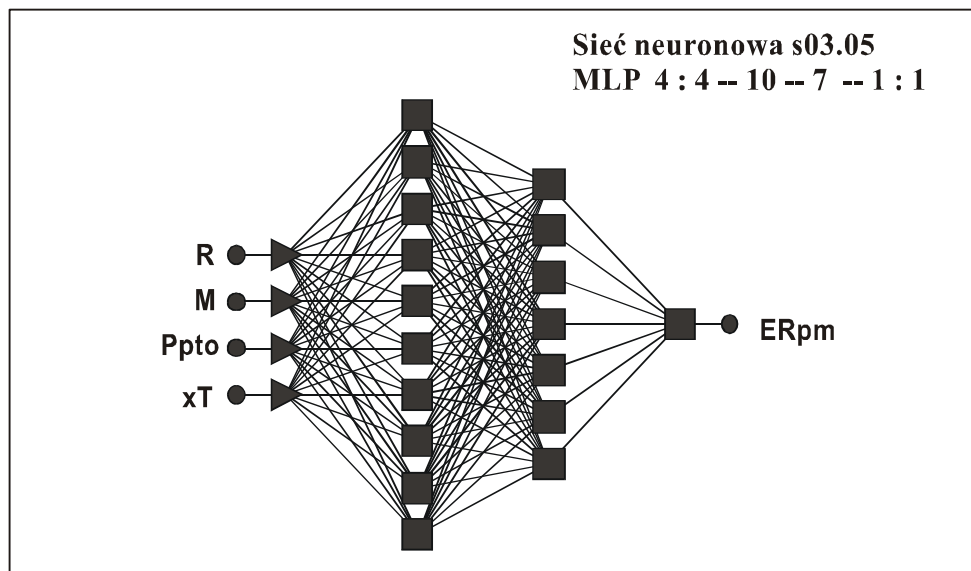 Sieć neuronowa s03.05
MLP 4 : 4 -- 10 -- 7 -- 1 : 1
R
M
Ppto
xT
ERpm